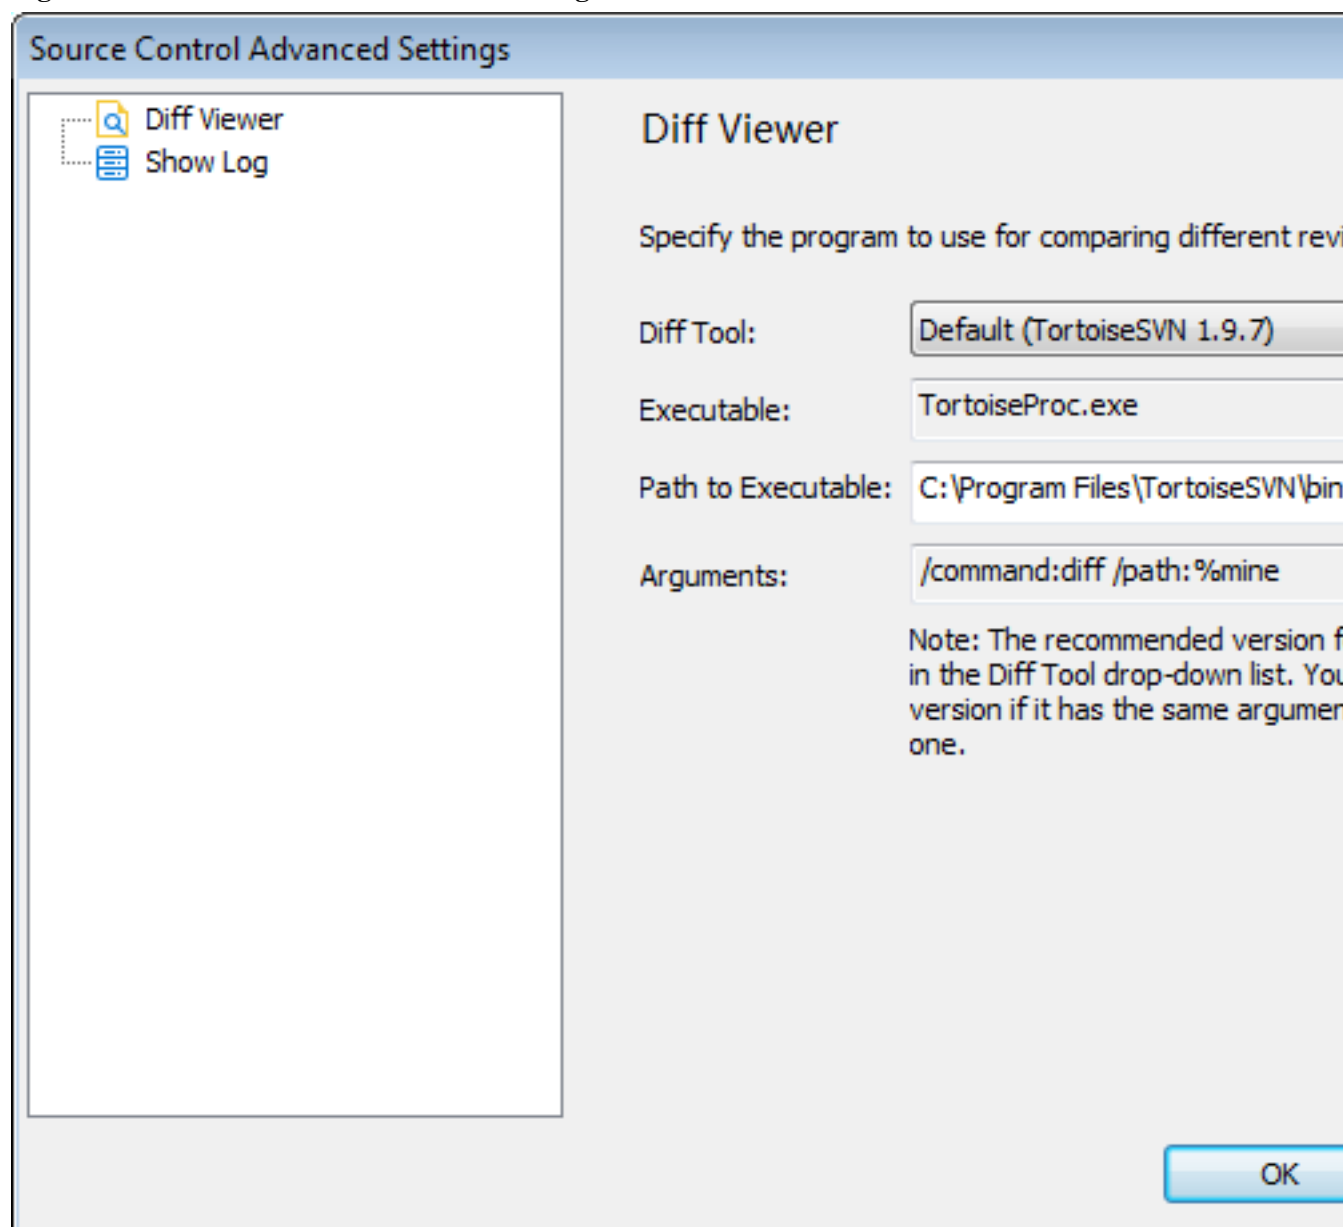 Source Control Advanced Settings
Diff Viewer
Show Log
Diff Viewer
Specify the program to use for comparing different
Diff Tool: Default (TortoiseSVN 1.9.7)
Executable: TortoiseProc.exe
Path to Executable: C:\Program Files\TortoiseSVN\bin
Arguments: /command:diff /path:%mine
Note: The recommended version
in the Diff Tool drop-down list.
version if it has the same
one.
OK